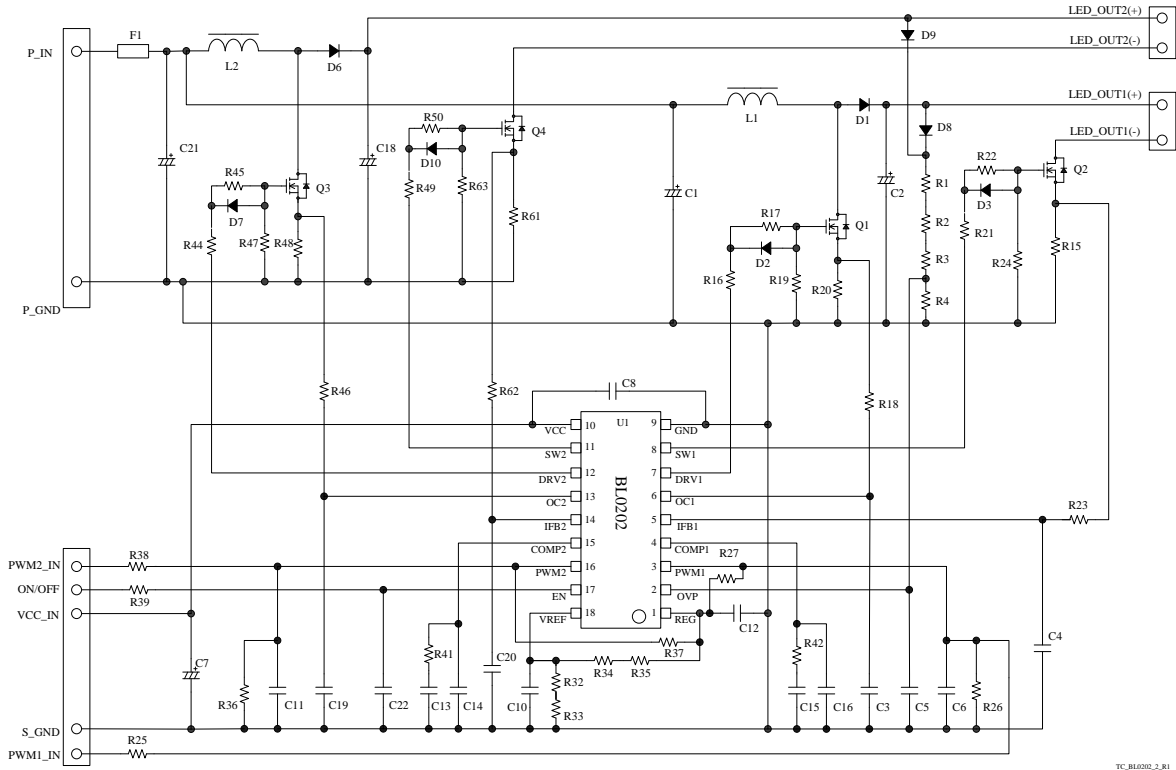 LED_OUT2(+)
F1
D9
P_IN
LED_OUT2(-)
L2
D6
LED_OUT1(+)
L1
D1
R50
Q4
D8
LED_OUT1(-)
C21
C18
D10
R22
Q2
R45
Q3
R49
R63
C1
C2
R1
D3
D7
R61
R17
Q1
R2
R21
R44
R47
R48
D2
R3
R24
R15
R16
R19
R20
R4
P_GND
R46
R62
C8
R18
U1
BL0202
10
VCC
9
GND
11
SW2
8
SW1
12
DRV2
7
DRV1
13
OC2
6
OC1
14
IFB2
5
IFB1
R23
15
COMP2
4
COMP1
R38
R27
PWM2_IN
16
PWM2
3
PWM1
ON/OFF
R39
17
EN
2
OVP
VCC_IN
18
VREF
1
REG
C12
C4
R37
R41
R42
C7
C20
R34
R35
R32
R36
C11
C19
C22
C13
C14
C10
R33
C15
C16
C3
C5
C6
R26
S_GND
R25
PWM1_IN
TC_BL0202_2_R1